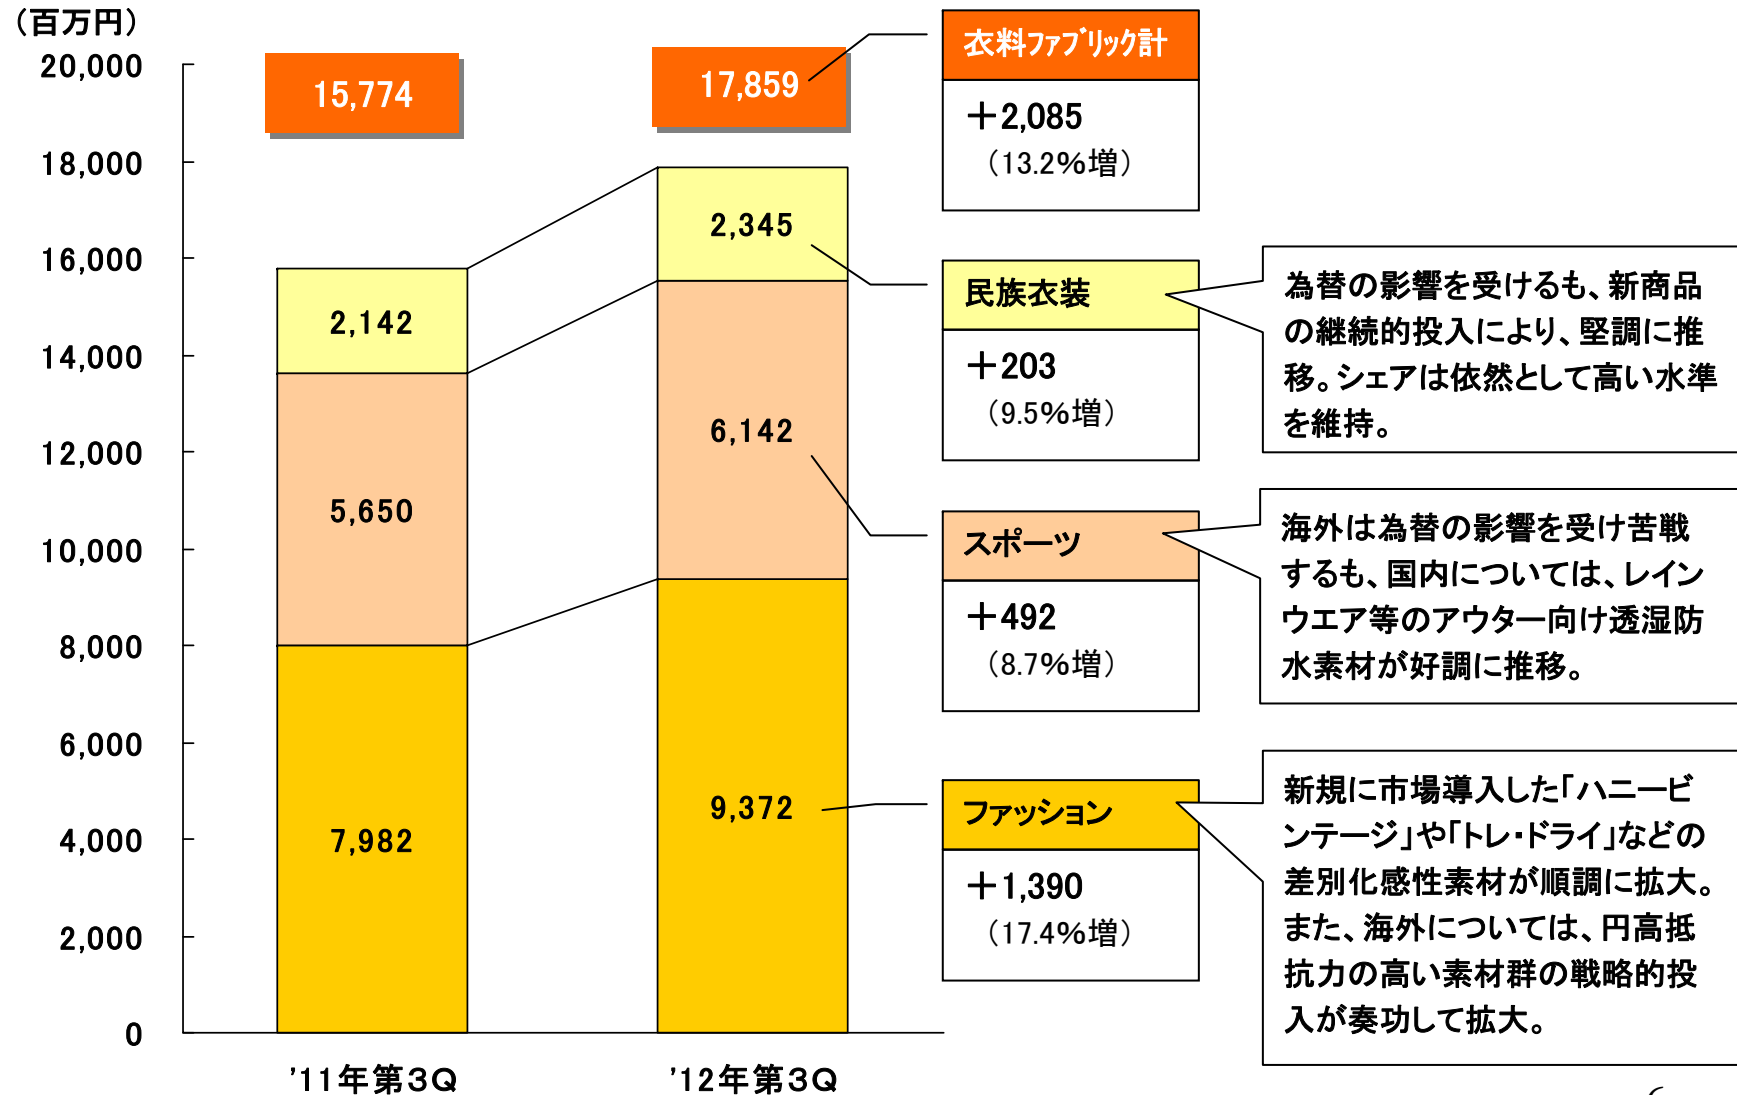 （百万円）
20,000
18,000
16,000
14,000
12,000
10,000
8,000
6,000
4,000
2,000
0
15,774
2,142
5,650
7,982
'11年第3Q
17,859
2,345
6,142
9,372
'12年第3Q
衣料ファブリック計
＋2,085
（13.2%増）
民族衣装
＋203
（9.5%増）
為替の影響を受けるも、新商品
の継続的投入により、堅調に推
移。シェアは依然として高い水準
を維持。
スポーツ
＋492
（8.7%増）
海外は為替の影響を受け苦戦
するも、国内については、レイン
ウエア等のアウター向け透湿防
水素材が好調に推移。
ファッション
＋1,390
（17.4%増）
新規に市場導入した「ハニービ
ンテージ」や「トレ・ドライ」などの
差別化感性素材が順調に拡大。
また、海外については、円高抵
抗力の高い素材群の戦略的投
入が奏功して拡大。